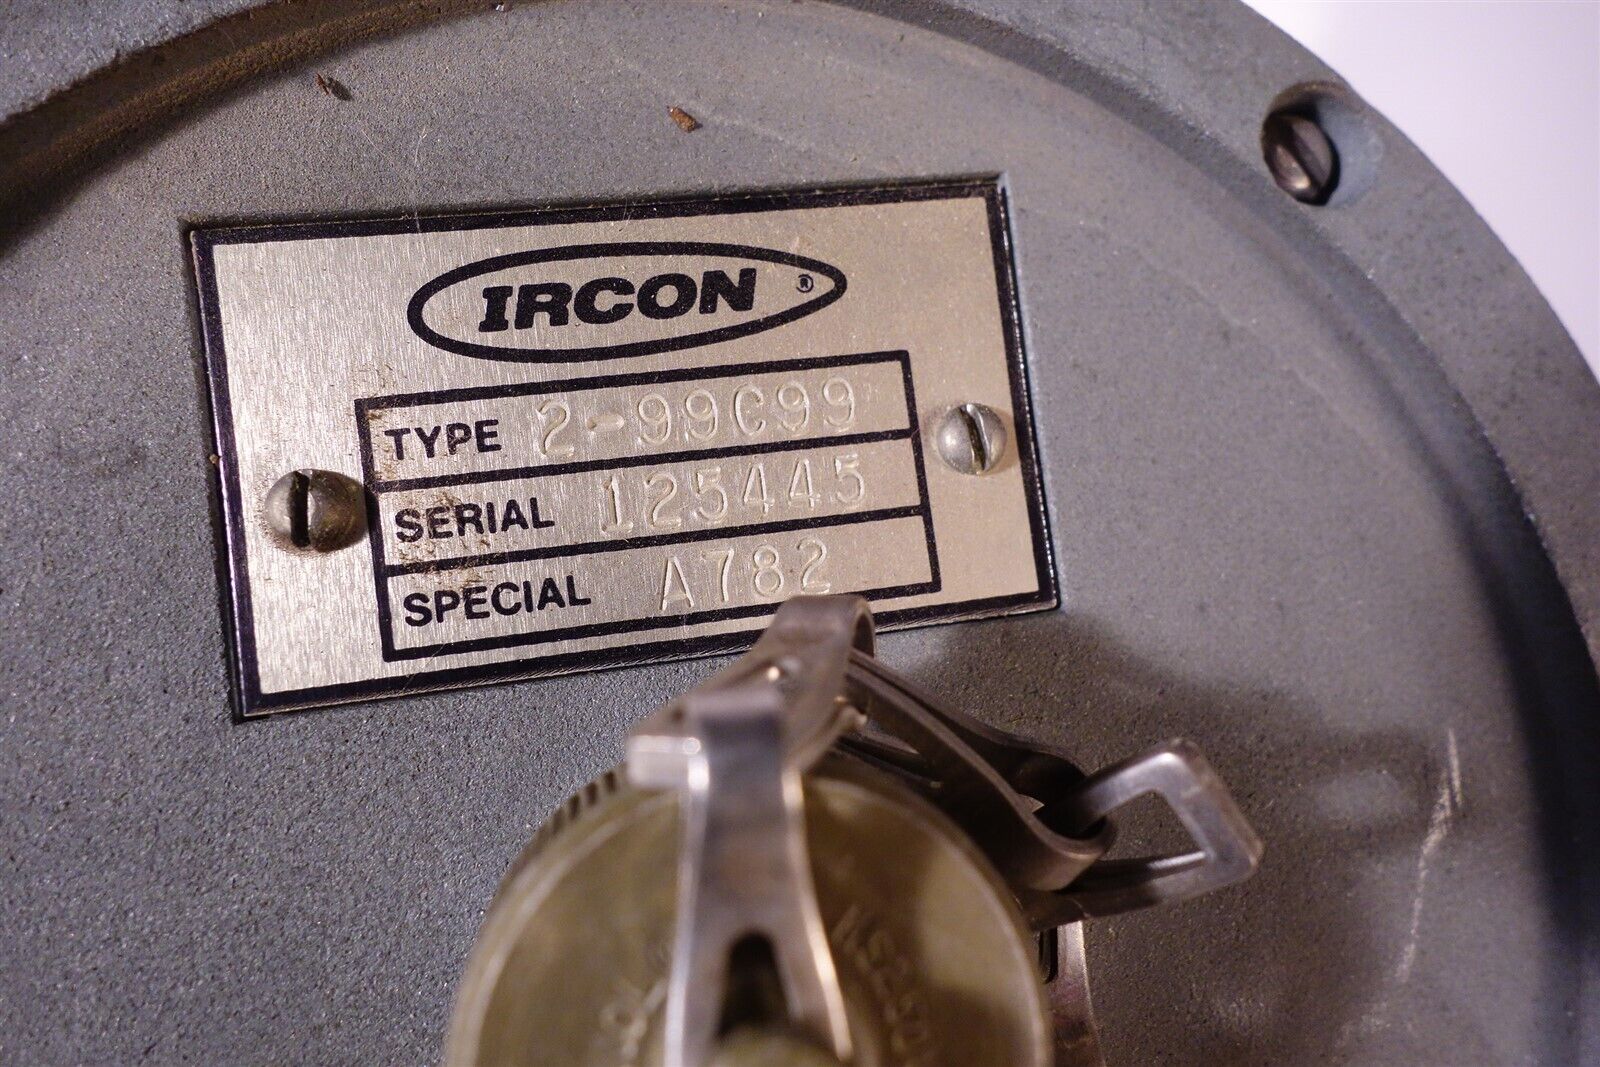 IRCON ®
TYPE 2-99C99
SERIAL 125445
SPECIAL A782